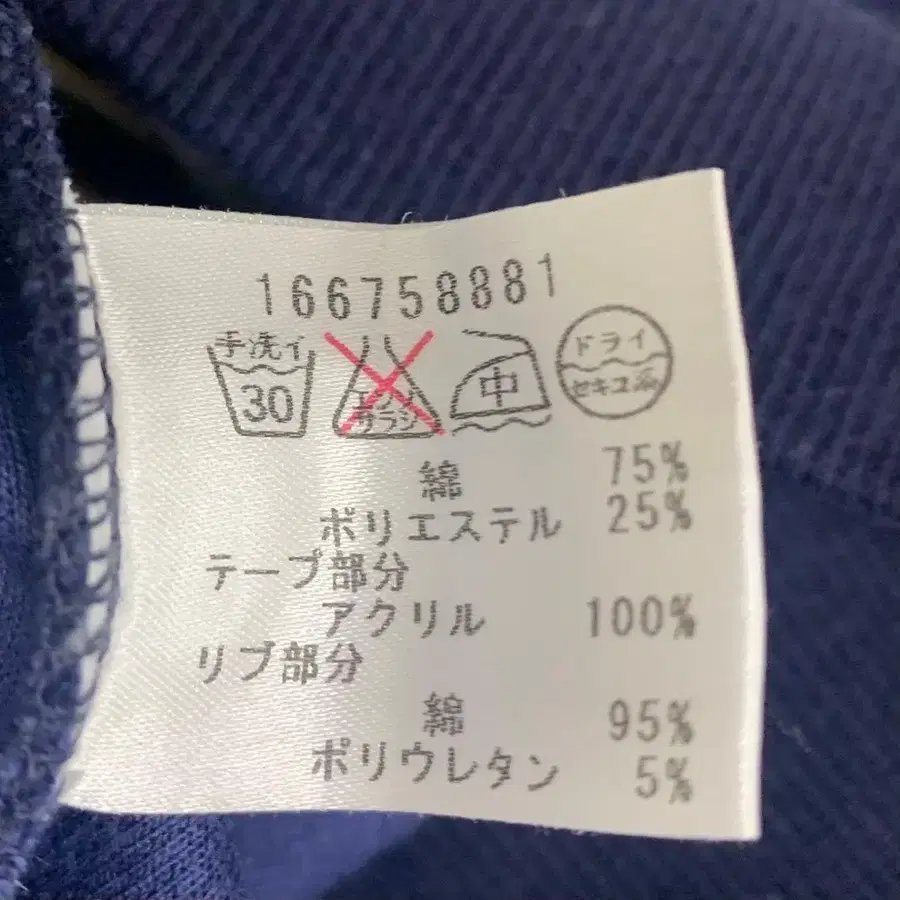 166758881
手洗イ
30
エンソ
サラシ
中
ドライ
セキユ系
綿 75%
ポリエステル 25%
テープ部分
アクリル 100%
リブ部分
綿 95%
ポリウレタン 5%